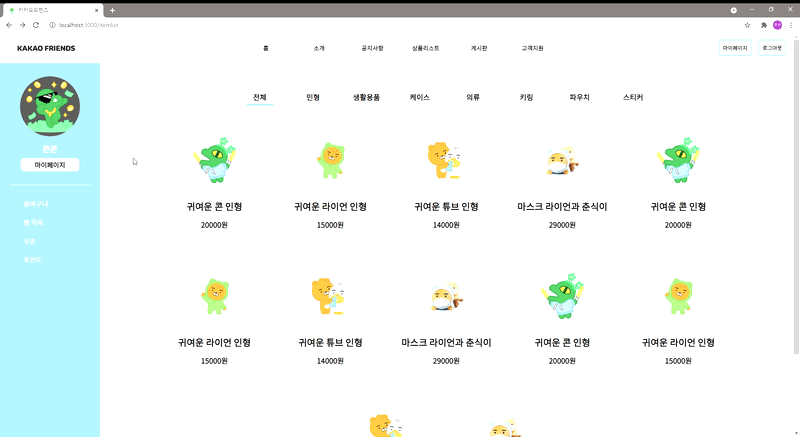 카카오프렌즈
localhost:3000/itemlist
KAKAO FRIENDS
홈 소개 공지사항 상품리스트 게시판 고객지원
마이페이지 로그아웃
전체 인형 생활용품 케이스 의류 키링 파우치 스티커
콘콘
마이페이지
장바구니
찜 목록
쿠폰
포인트
귀여운 콘 인형 귀여운 라이언 인형 귀여운 튜브 인형 마스크 라이언과 춘식이 귀여운 콘 인형
20000원 15000원 14000원 29000원 20000원
귀여운 라이언 인형 귀여운 튜브 인형 마스크 라이언과 춘식이 귀여운 콘 인형 귀여운 라이언 인형
15000원 14000원 29000원 20000원 15000원